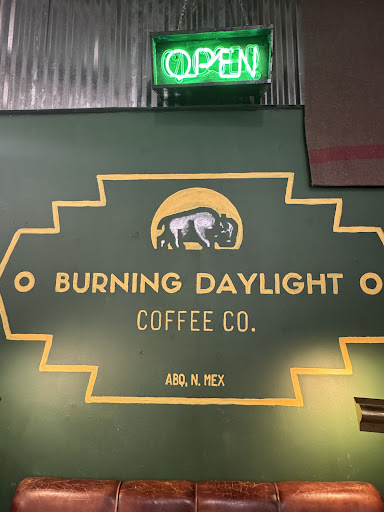 OPEN
BURNING DAYLIGHT
COFFEE CO.
ABQ, N. MEX